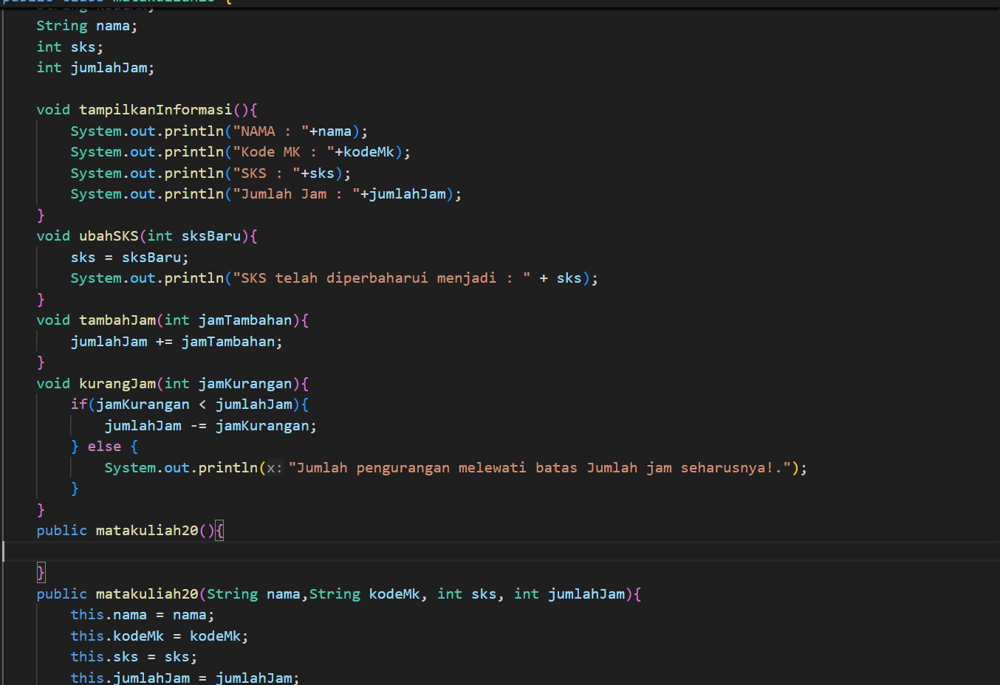 String nama;
    int sks;
    int jumlahJam;

    void tampilkanInformasi(){
        System.out.println("NAMA : "+nama);
        System.out.println("Kode MK : "+kodeMk);
        System.out.println("SKS : "+sks);
        System.out.println("Jumlah Jam : "+jumlahJam);
    }
    void ubahSKS(int sksBaru){
        sks = sksBaru;
        System.out.println("SKS telah diperbaharui menjadi : " + sks);
    }
    void tambahJam(int jamTambahan){
        jumlahJam += jamTambahan;
    }
    void kurangJam(int jamKurangan){
        if(jamKurangan < jumlahJam){
            jumlahJam -= jamKurangan;
        } else {
            System.out.println(x: "Jumlah pengurangan melewati batas Jumlah jam seharusnya!.");
        }
    }
    public matakuliah20(){

    }
    public matakuliah20(String nama,String kodeMk, int sks, int jumlahJam){
        this.nama = nama;
        this.kodeMk = kodeMk;
        this.sks = sks;
        this.jumlahJam = jumlahJam;